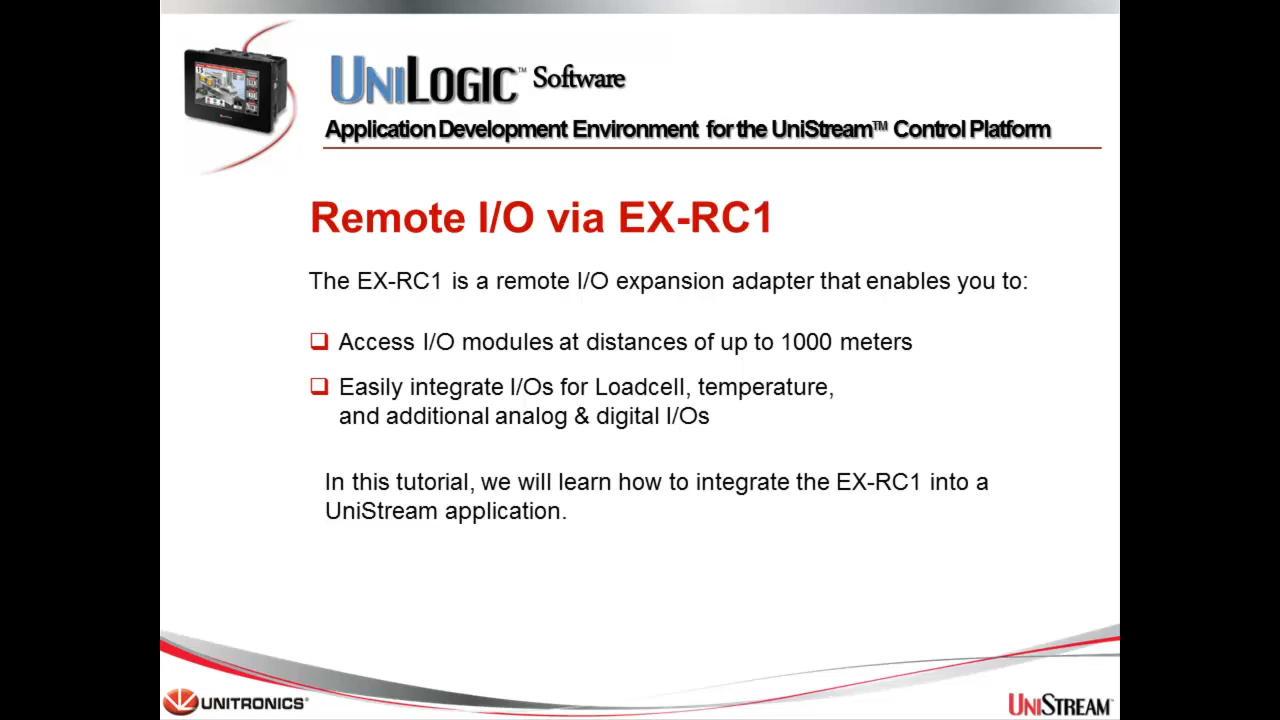 UNILOGIC™ Software
Application Development Environment for the UniStream™ Control Platform
Remote I/O via EX-RC1
The EX-RC1 is a remote I/O expansion adapter that enables you to:
Access I/O modules at distances of up to 1000 meters
Easily integrate I/Os for Loadcell, temperature,
and additional analog & digital I/Os
In this tutorial, we will learn how to integrate the EX-RC1 into a
UniStream application.
UNITRONICS®
UNISTREAM™